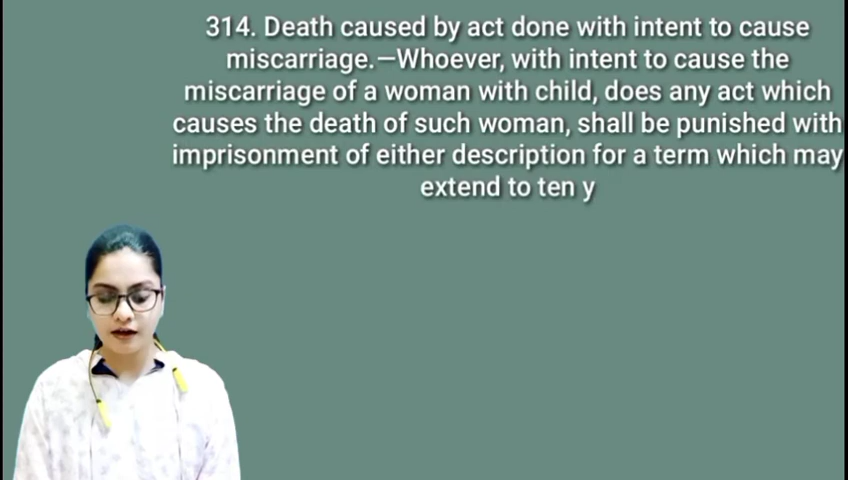 314. Death caused by act done with intent to cause
miscarriage.—Whoever, with intent to cause the
miscarriage of a woman with child, does any act which
causes the death of such woman, shall be punished with
imprisonment of either description for a term which may
extend to ten y